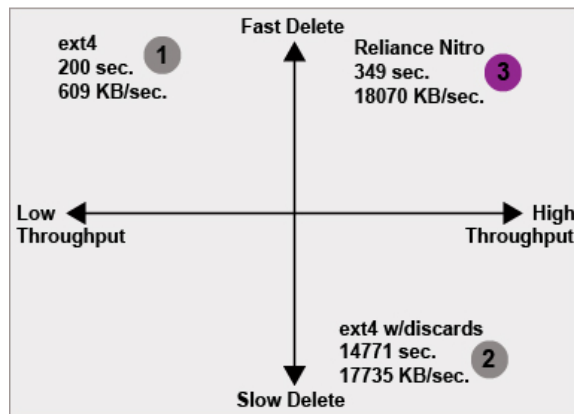 Fast Delete
ext4
200 sec.
609 KB/sec.
1
Reliance Nitro
349 sec.
18070 KB/sec.
3
Low
Throughput
High
Throughput
ext4 w/discards
14771 sec.
17735 KB/sec.
2
Slow Delete